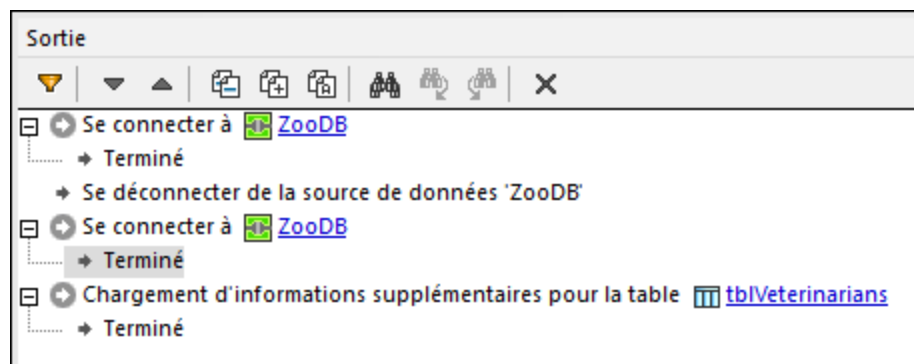 Sortie
Se connecter à ZooDB
Terminé
Se déconnecter de la source de données 'ZooDB'
Se connecter à ZooDB
Terminé
Chargement d'informations supplémentaires pour la table tblVeterinarians
Terminé